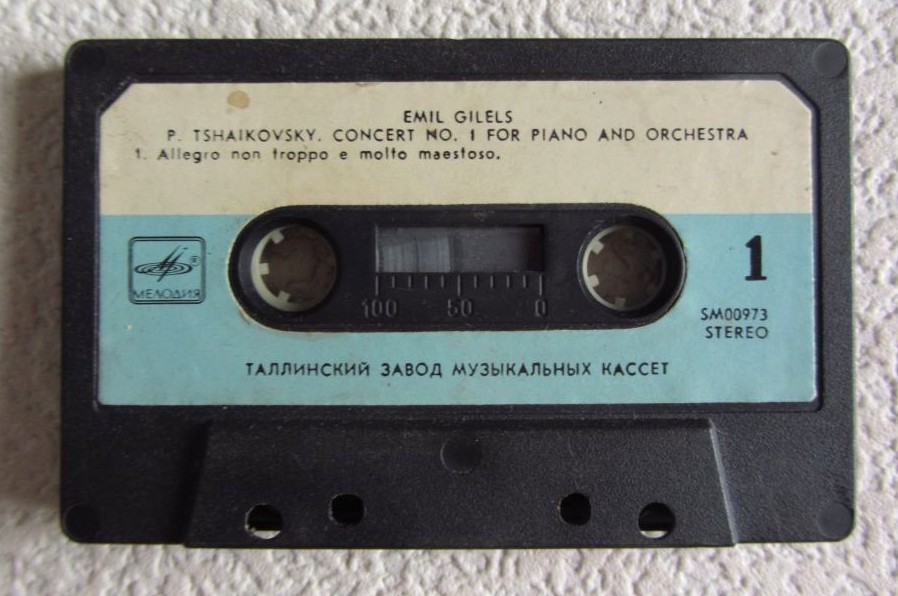 EMIL GILELS
P. TSHAIKOVSKY. CONCERT NO. 1 FOR PIANO AND ORCHESTRA
1. Allegro non troppo e molto maestoso.
®
МЕЛОДИЯ
1
100 50 0
SM00973
STEREO
ТАЛЛИНСКИЙ ЗАВОД МУЗЫКАЛЬНЫХ КАССЕТ